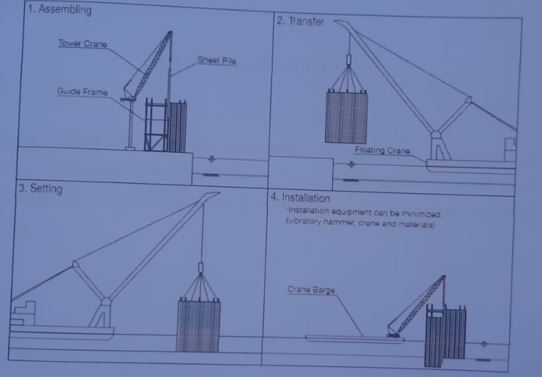 1. Assembling
Tower Crane
Sheet Pile
Guide Frame
2. Transfer
Floating Crane
3. Setting
4. Installation
Installation equipment can be minimized.
(vibratory hammer, crane and materials)
Crane Barge